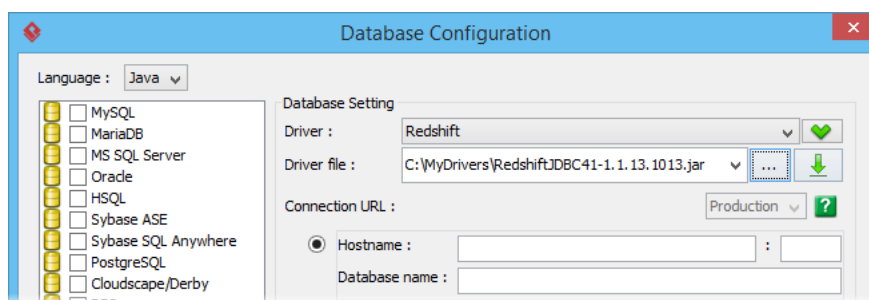 Database Configuration
Language : Java
MySQL
MariaDB
MS SQL Server
Oracle
HSQL
Sybase ASE
Sybase SQL Anywhere
PostgreSQL
Cloudscape/Derby
Database Setting
Driver : Redshift
Driver file : C:\MyDrivers\RedshiftJDBC41-1.1.13.1013.jar ...
Connection URL : Production ?
Hostname : :
Database name :